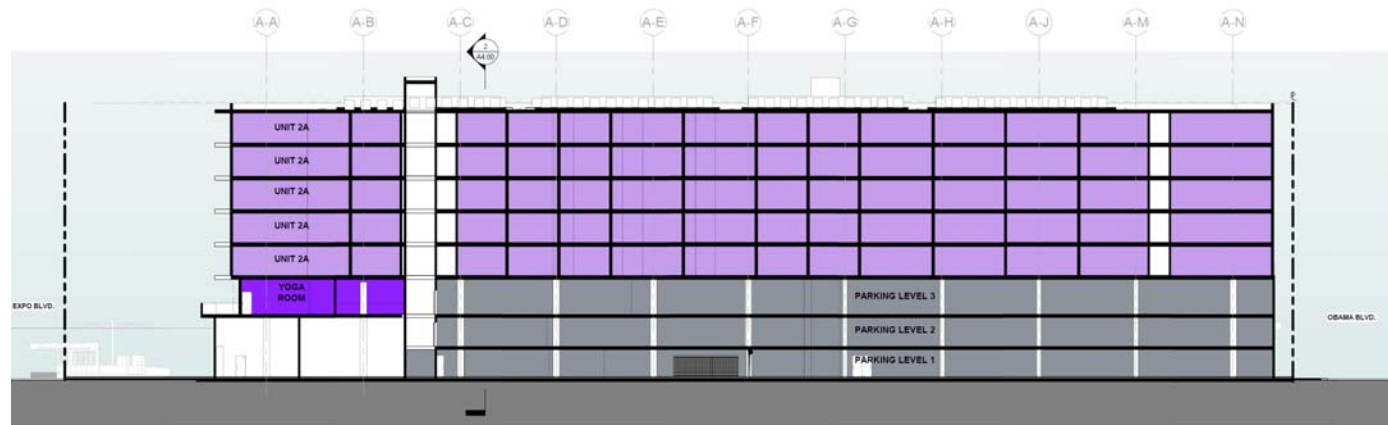 A-A
A-B
A-C
A-D
A-E
A-F
A-G
A-H
A-J
A-M
A-N
2
A4.00
UNIT 2A
UNIT 2A
UNIT 2A
UNIT 2A
UNIT 2A
YOGA
ROOM
PARKING LEVEL 3
PARKING LEVEL 2
PARKING LEVEL 1
EXPO BLVD.
OBAMA BLVD.